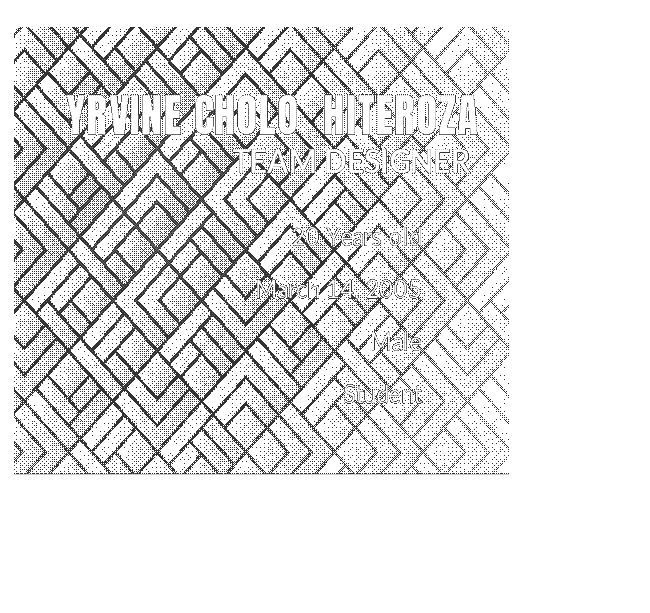 YRVINE CHOLO HITEROZA
TEAM DESIGNER
20 Years old
March 14, 2005
Male
Student